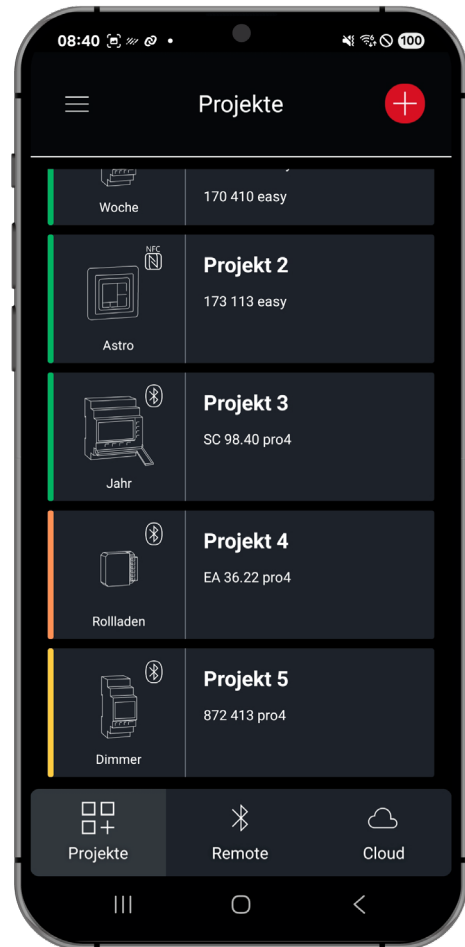 08:40
100
Projekte
Woche
170 410 easy
NFC
Projekt 2
173 113 easy
Astro
Projekt 3
SC 98.40 pro4
Jahr
Projekt 4
EA 36.22 pro4
Rollladen
Projekt 5
872 413 pro4
Dimmer
Projekte
Remote
Cloud